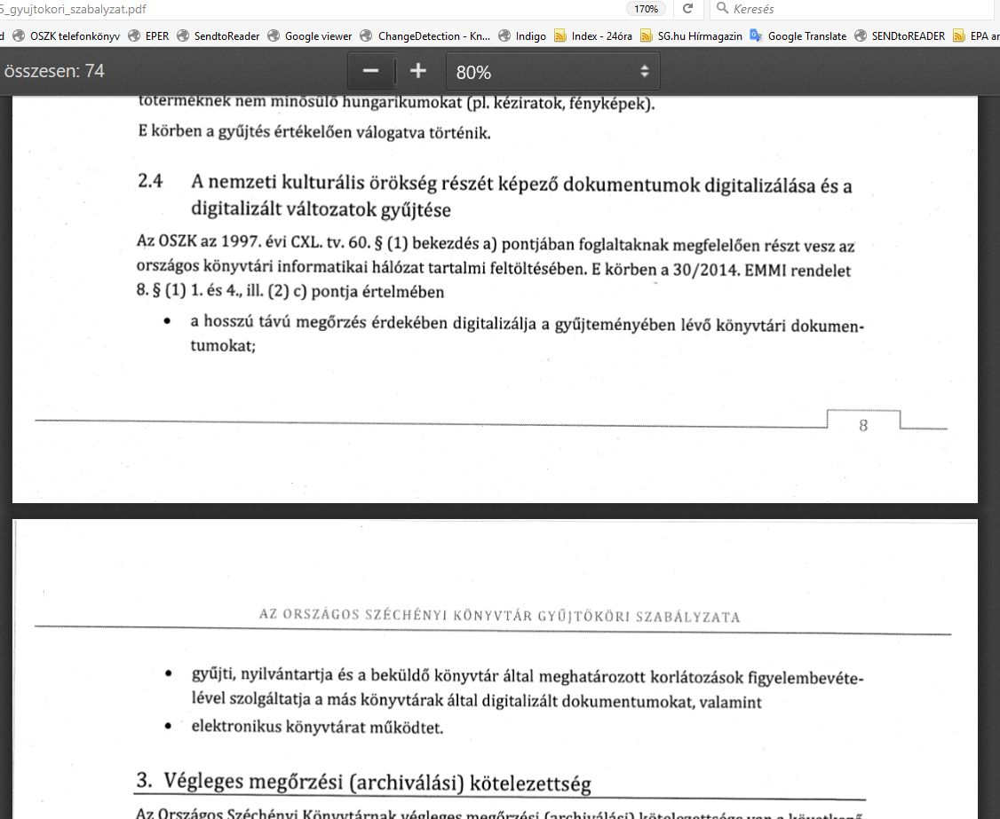 5_gyujtokori_szabalyzat.pdf 170% Keresés
d OSZK telefonkönyv EPER SendtoReader Google viewer ChangeDetection - Kn... Indigo Index - 24óra SG.hu Hírmagazin Google Translate SENDtoREADER EPA ar
összesen: 74 80%
tőterméknek nem minősülő hungarikumokat (pl. kéziratok, fényképek).
E körben a gyűjtés értékelően válogatva történik.
2.4 A nemzeti kulturális örökség részét képező dokumentumok digitalizálása és a
digitalizált változatok gyűjtése
Az OSZK az 1997. évi CXL. tv. 60. § (1) bekezdés a) pontjában foglaltaknak megfelelően részt vesz az
országos könyvtári informatikai hálózat tartalmi feltöltésében. E körben a 30/2014. EMMI rendelet
8. § (1) 1. és 4., ill. (2) c) pontja értelmében
• a hosszú távú megőrzés érdekében digitalizálja a gyűjteményében lévő könyvtári dokumen-
tumokat;
8
AZ ORSZÁGOS SZÉCHÉNYI KÖNYVTÁR GYŰJTŐKÖRI SZABÁLYZATA
• gyűjti, nyilvántartja és a beküldő könyvtár által meghatározott korlátozások figyelembevéte-
lével szolgáltatja a más könyvtárak által digitalizált dokumentumokat, valamint
• elektronikus könyvtárat működtet.
3. Végleges megőrzési (archiválási) kötelezettség
Az Országos Széchényi Könyvtárnak végleges megőrzési (archiválási) kötelezettsége van a következő